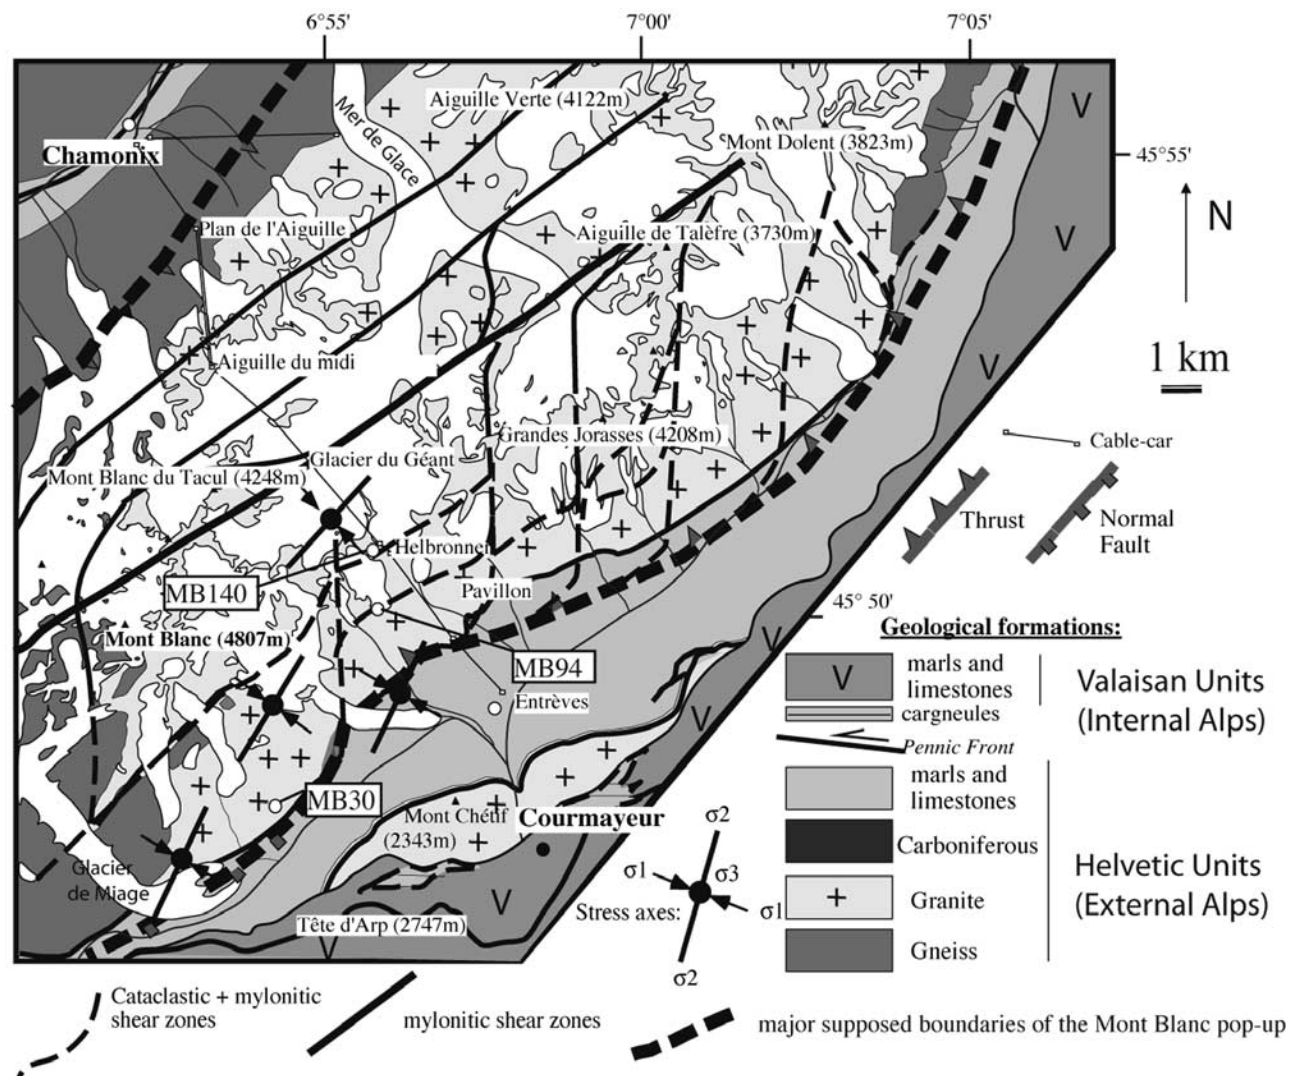 6°55'
7°00'
7°05'
Aiguille Verte (4122m)
Mer de Glace
Mont Dolent (3823m)
Chamonix
45°55'
N
Plan de l'Aiguille
Aiguille de Talèfre (3730m)
V
V
Aiguille du midi
V
1 km
Grandes Jorasses (4208m)
Cable-car
Glacier du Géant
Mont Blanc du Tacul (4248m)
Thrust
Normal
Fault
Helbronner
MB140
Pavillon
45° 50'
Geological formations:
Mont Blanc (4807m)
V
MB94
Entrèves
V
V
marls and
limestones
Valaisan Units
(Internal Alps)
cargneules
Pennic Front
marls and
limestones
MB30
Mont Chétif
(2343m)
Courmayeur
σ2
Carboniferous
Helvetic Units
(External Alps)
Glacier
de Miage
σ1
σ3
Stress axes:
σ1
+
Granite
V
Tête d'Arp (2747m)
V
Gneiss
σ2
Cataclastic + mylonitic
shear zones
mylonitic shear zones
major supposed boundaries of the Mont Blanc pop-up